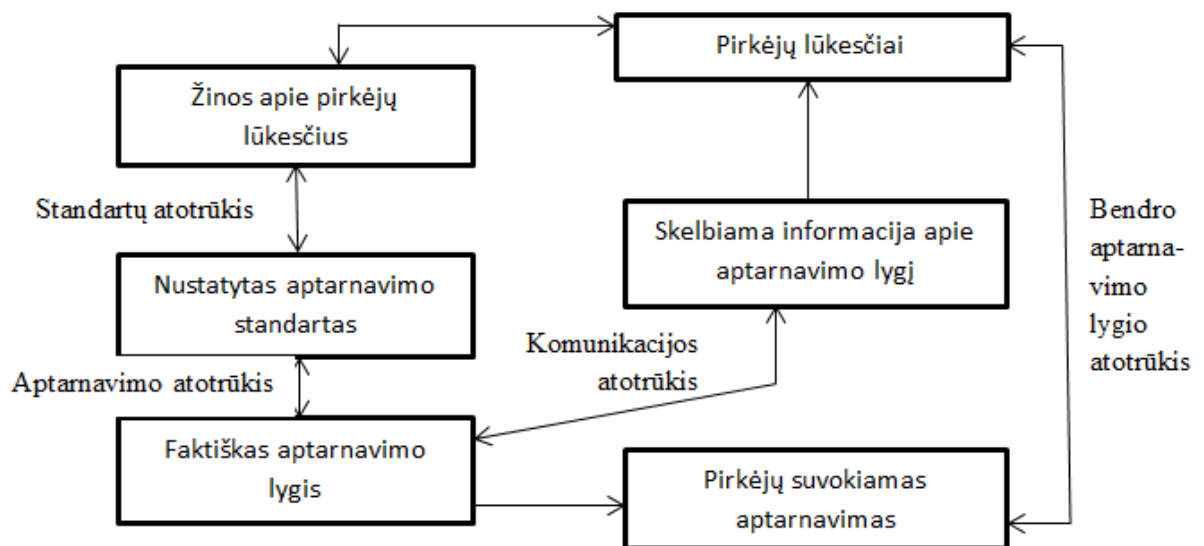 Pirkėjų lūkesčiai
Žinos apie pirkėjų
lūkesčius
Standartų atotrūkis
Skelbiama informacija apie
aptarnavimo lygį
Bendro
aptarna-
vimo
lygio
atotrūkis
Nustatytas aptarnavimo
standartas
Komunikacijos
atotrūkis
Aptarnavimo atotrūkis
Faktiškas aptarnavimo
lygis
Pirkėjų suvokiamas
aptarnavimas